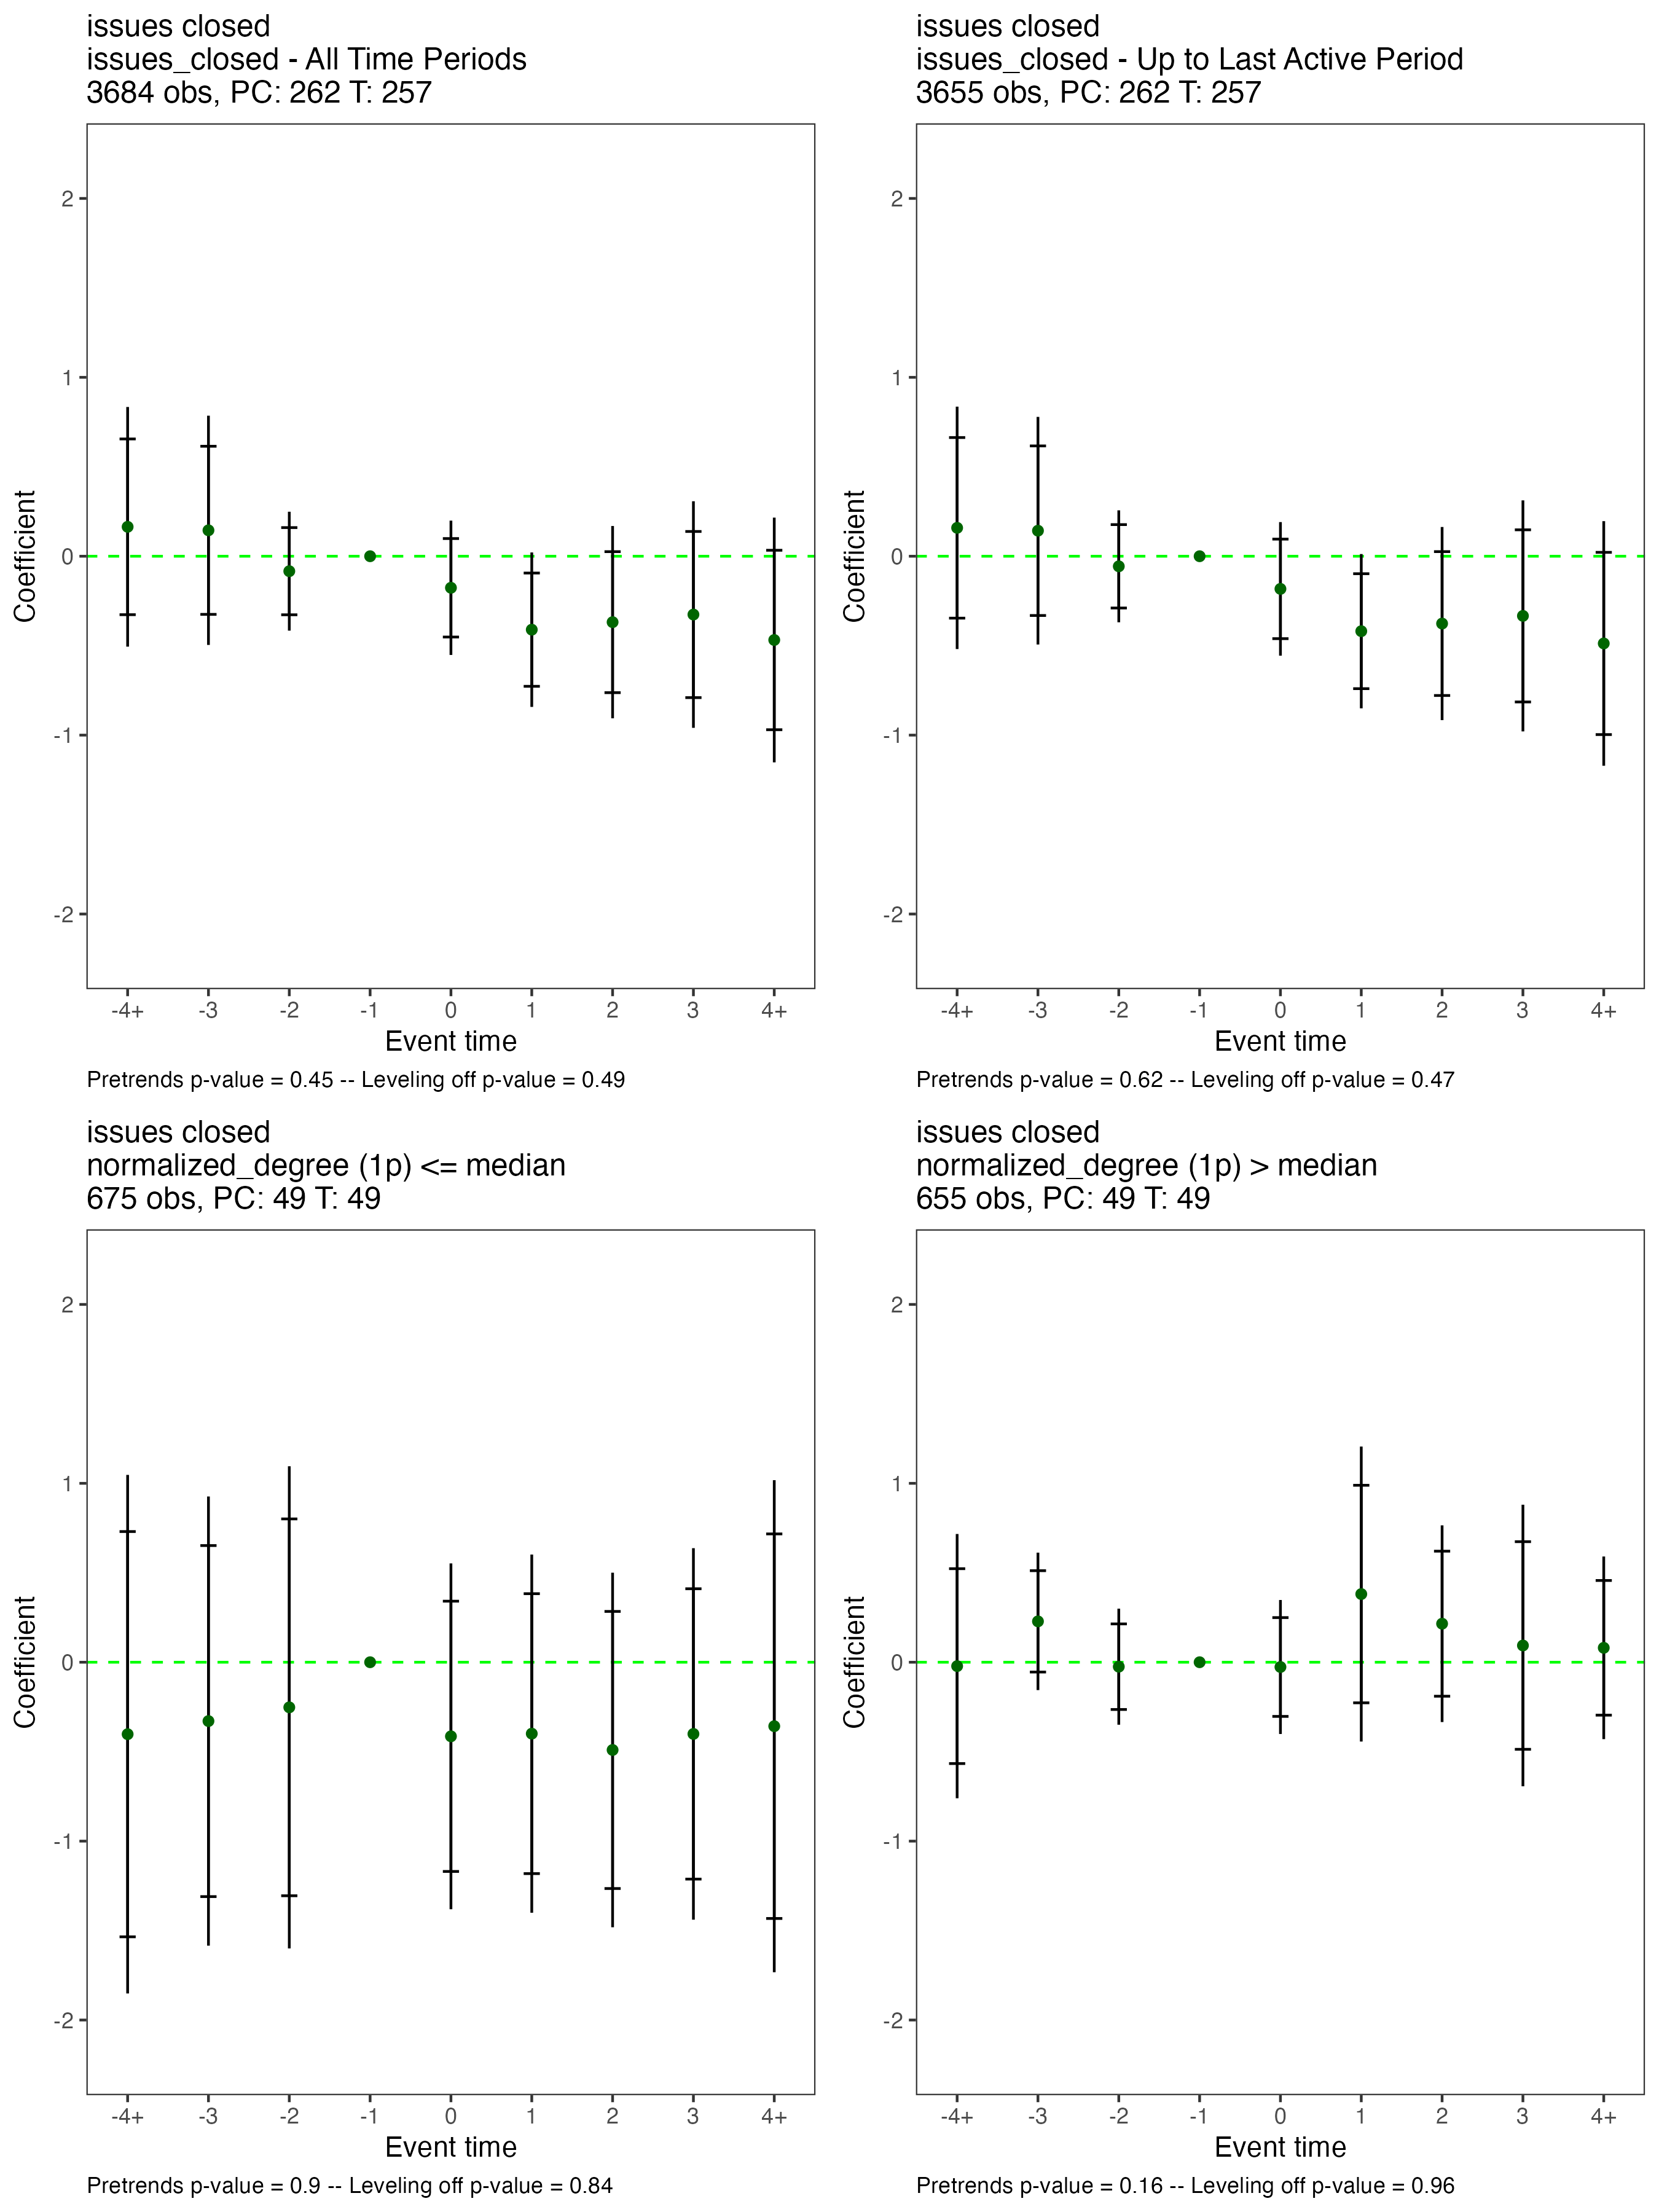 issues closed
issues_closed - All Time Periods
3684 obs, PC: 262 T: 257
Coefficient
2
1
0
-1
-2
-4+ -3 -2 -1 0 1 2 3 4+
Event time
Pretrends p-value = 0.45 -- Leveling off p-value = 0.49
issues closed
issues_closed - Up to Last Active Period
3655 obs, PC: 262 T: 257
Coefficient
2
1
0
-1
-2
-4+ -3 -2 -1 0 1 2 3 4+
Event time
Pretrends p-value = 0.62 -- Leveling off p-value = 0.47
issues closed
normalized_degree (1p) <= median
675 obs, PC: 49 T: 49
Coefficient
2
1
0
-1
-2
-4+ -3 -2 -1 0 1 2 3 4+
Event time
Pretrends p-value = 0.9 -- Leveling off p-value = 0.84
issues closed
normalized_degree (1p) > median
655 obs, PC: 49 T: 49
Coefficient
2
1
0
-1
-2
-4+ -3 -2 -1 0 1 2 3 4+
Event time
Pretrends p-value = 0.16 -- Leveling off p-value = 0.96